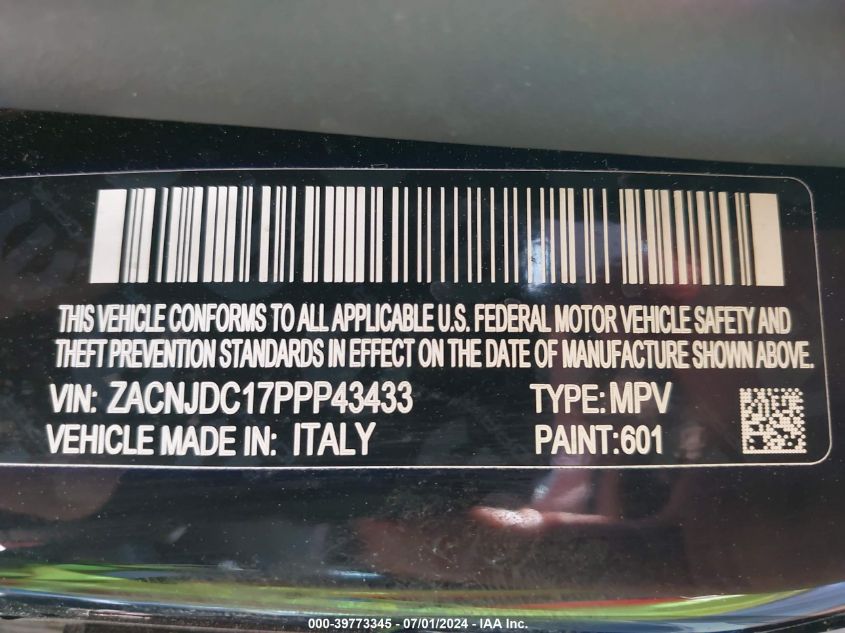 THIS VEHICLE CONFORMS TO ALL APPLICABLE U.S. FEDERAL MOTOR VEHICLE SAFETY AND
THEFT PREVENTION STANDARDS IN EFFECT ON THE DATE OF MANUFACTURE SHOWN ABOVE.
VIN: ZACNJDC17PPP43433 TYPE: MPV
VEHICLE MADE IN: ITALY PAINT:601
000-39773345 - 07/01/2024 - IAA Inc.